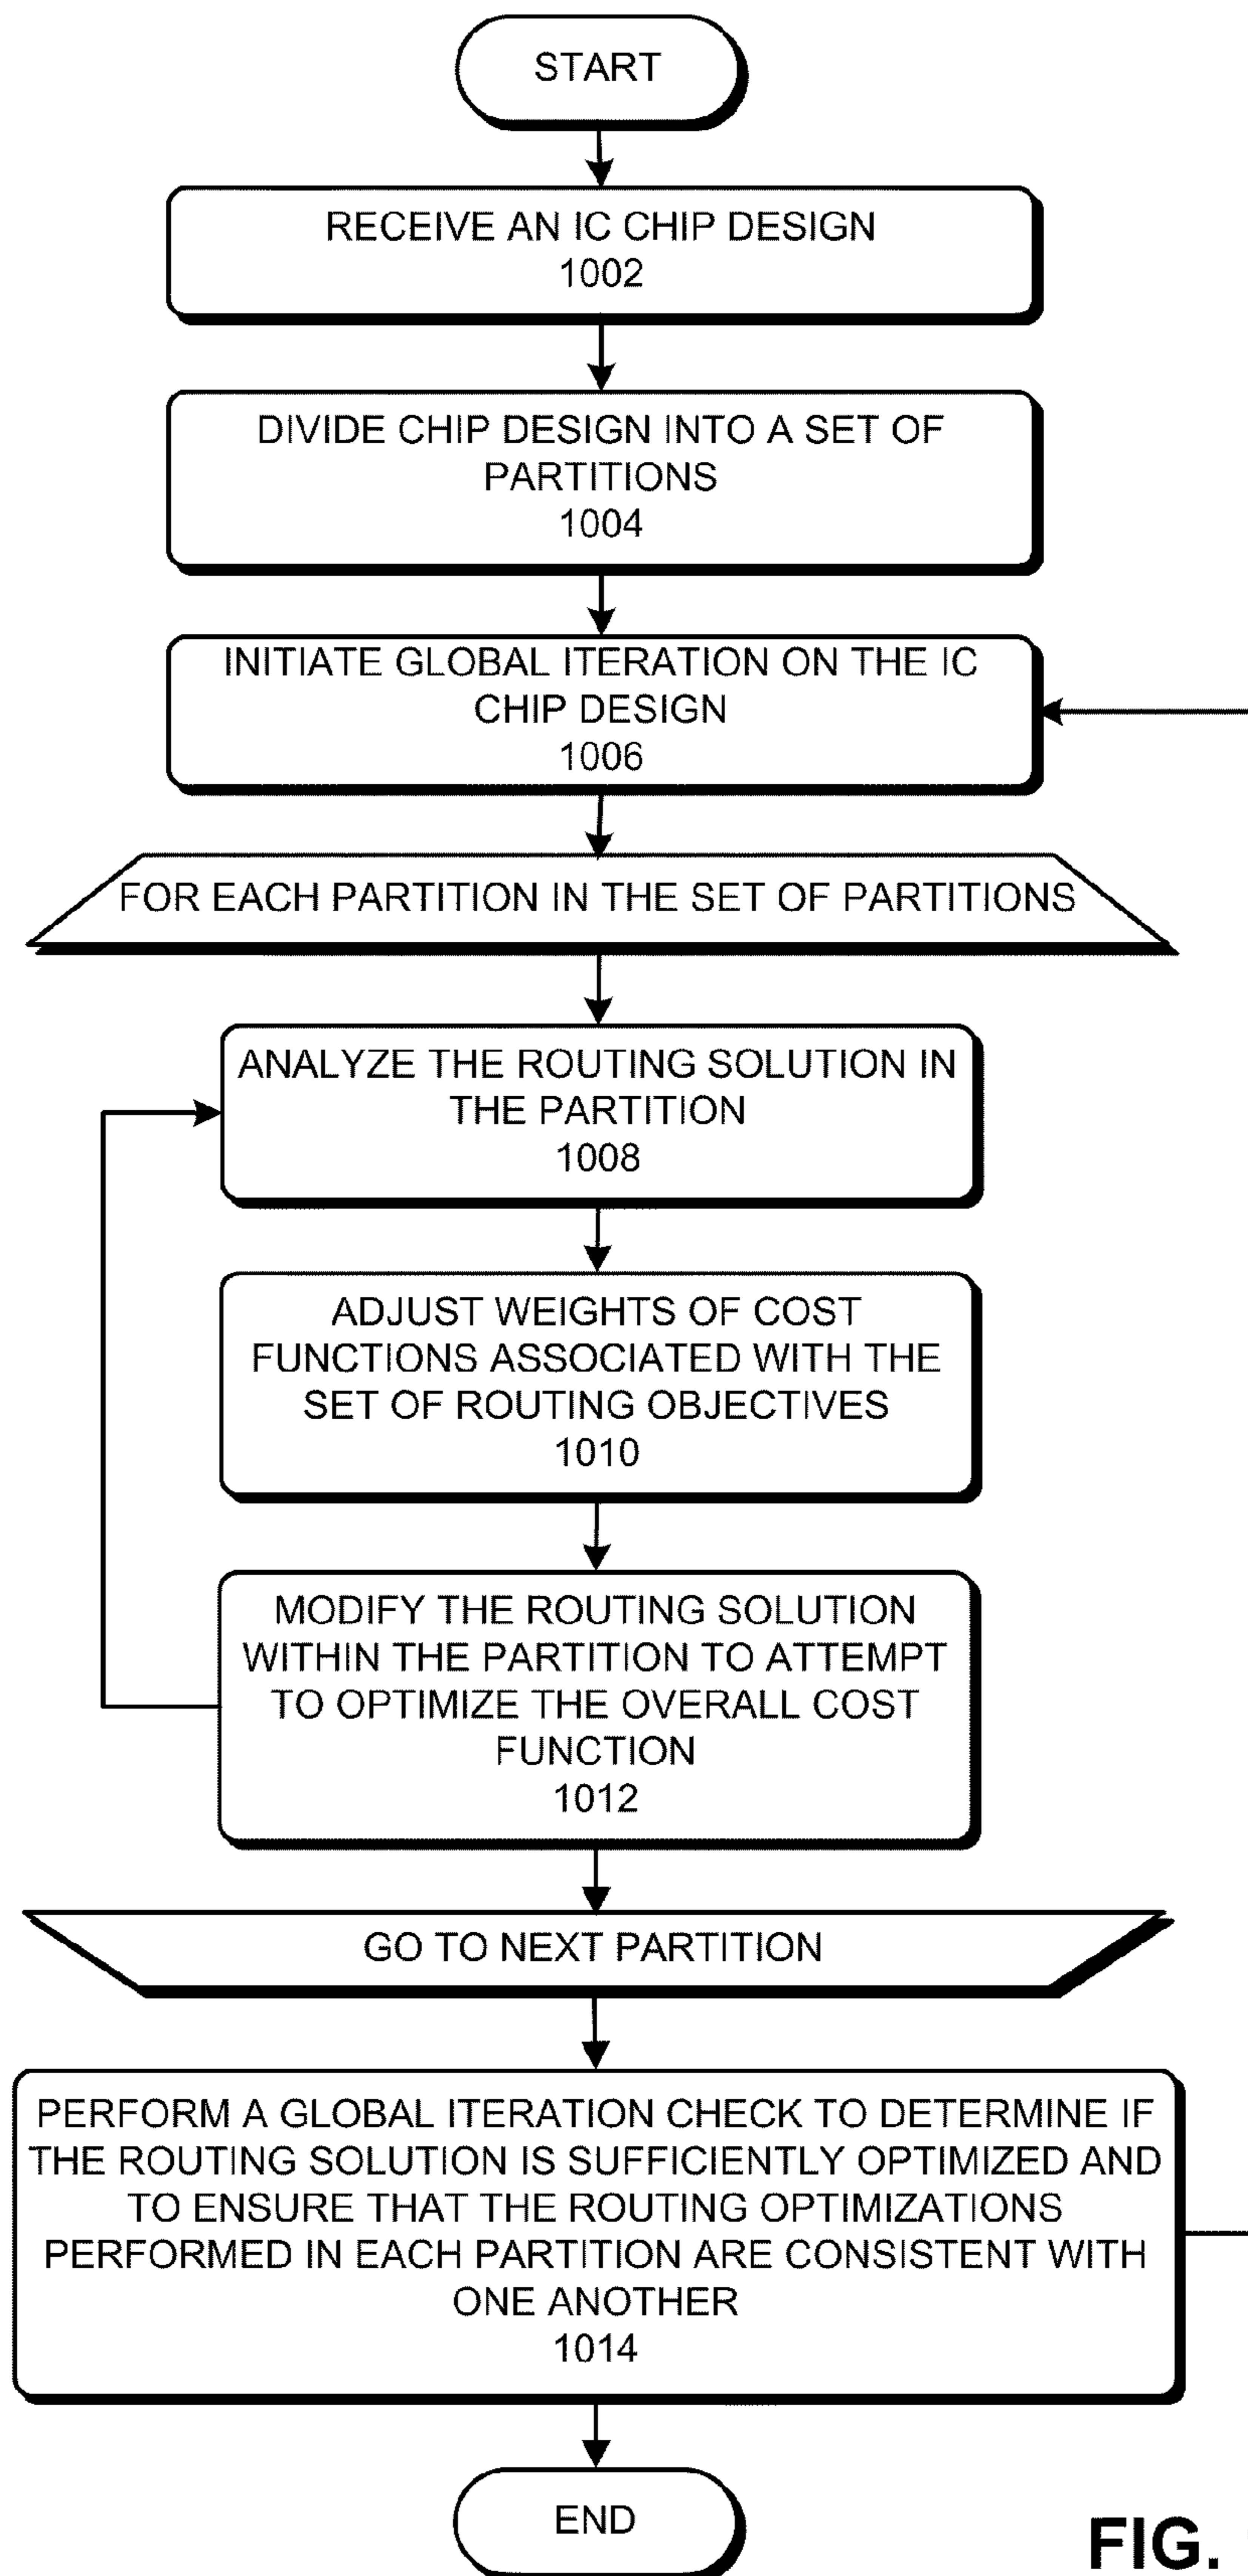 START
RECEIVE AN IC CHIP DESIGN
1002
DIVIDE CHIP DESIGN INTO A SET OF
PARTITIONS
1004
INITIATE GLOBAL ITERATION ON THE IC
CHIP DESIGN
1006
FOR EACH PARTITION IN THE SET OF PARTITIONS
ANALYZE THE ROUTING SOLUTION IN
THE PARTITION
1008
ADJUST WEIGHTS OF COST
FUNCTIONS ASSOCIATED WITH THE
SET OF ROUTING OBJECTIVES
1010
MODIFY THE ROUTING SOLUTION
WITHIN THE PARTITION TO ATTEMPT
TO OPTIMIZE THE OVERALL COST
FUNCTION
1012
GO TO NEXT PARTITION
PERFORM A GLOBAL ITERATION CHECK TO DETERMINE IF
THE ROUTING SOLUTION IS SUFFICIENTLY OPTIMIZED AND
TO ENSURE THAT THE ROUTING OPTIMIZATIONS
PERFORMED IN EACH PARTITION ARE CONSISTENT WITH
ONE ANOTHER
1014
END
FIG.